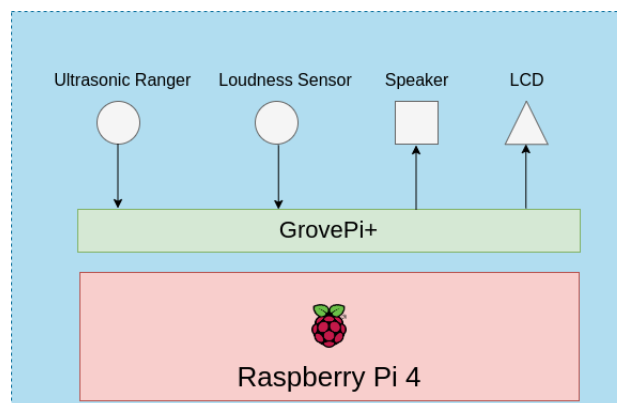 Ultrasonic Ranger Loudness Sensor Speaker LCD
GrovePi+
Raspberry Pi 4